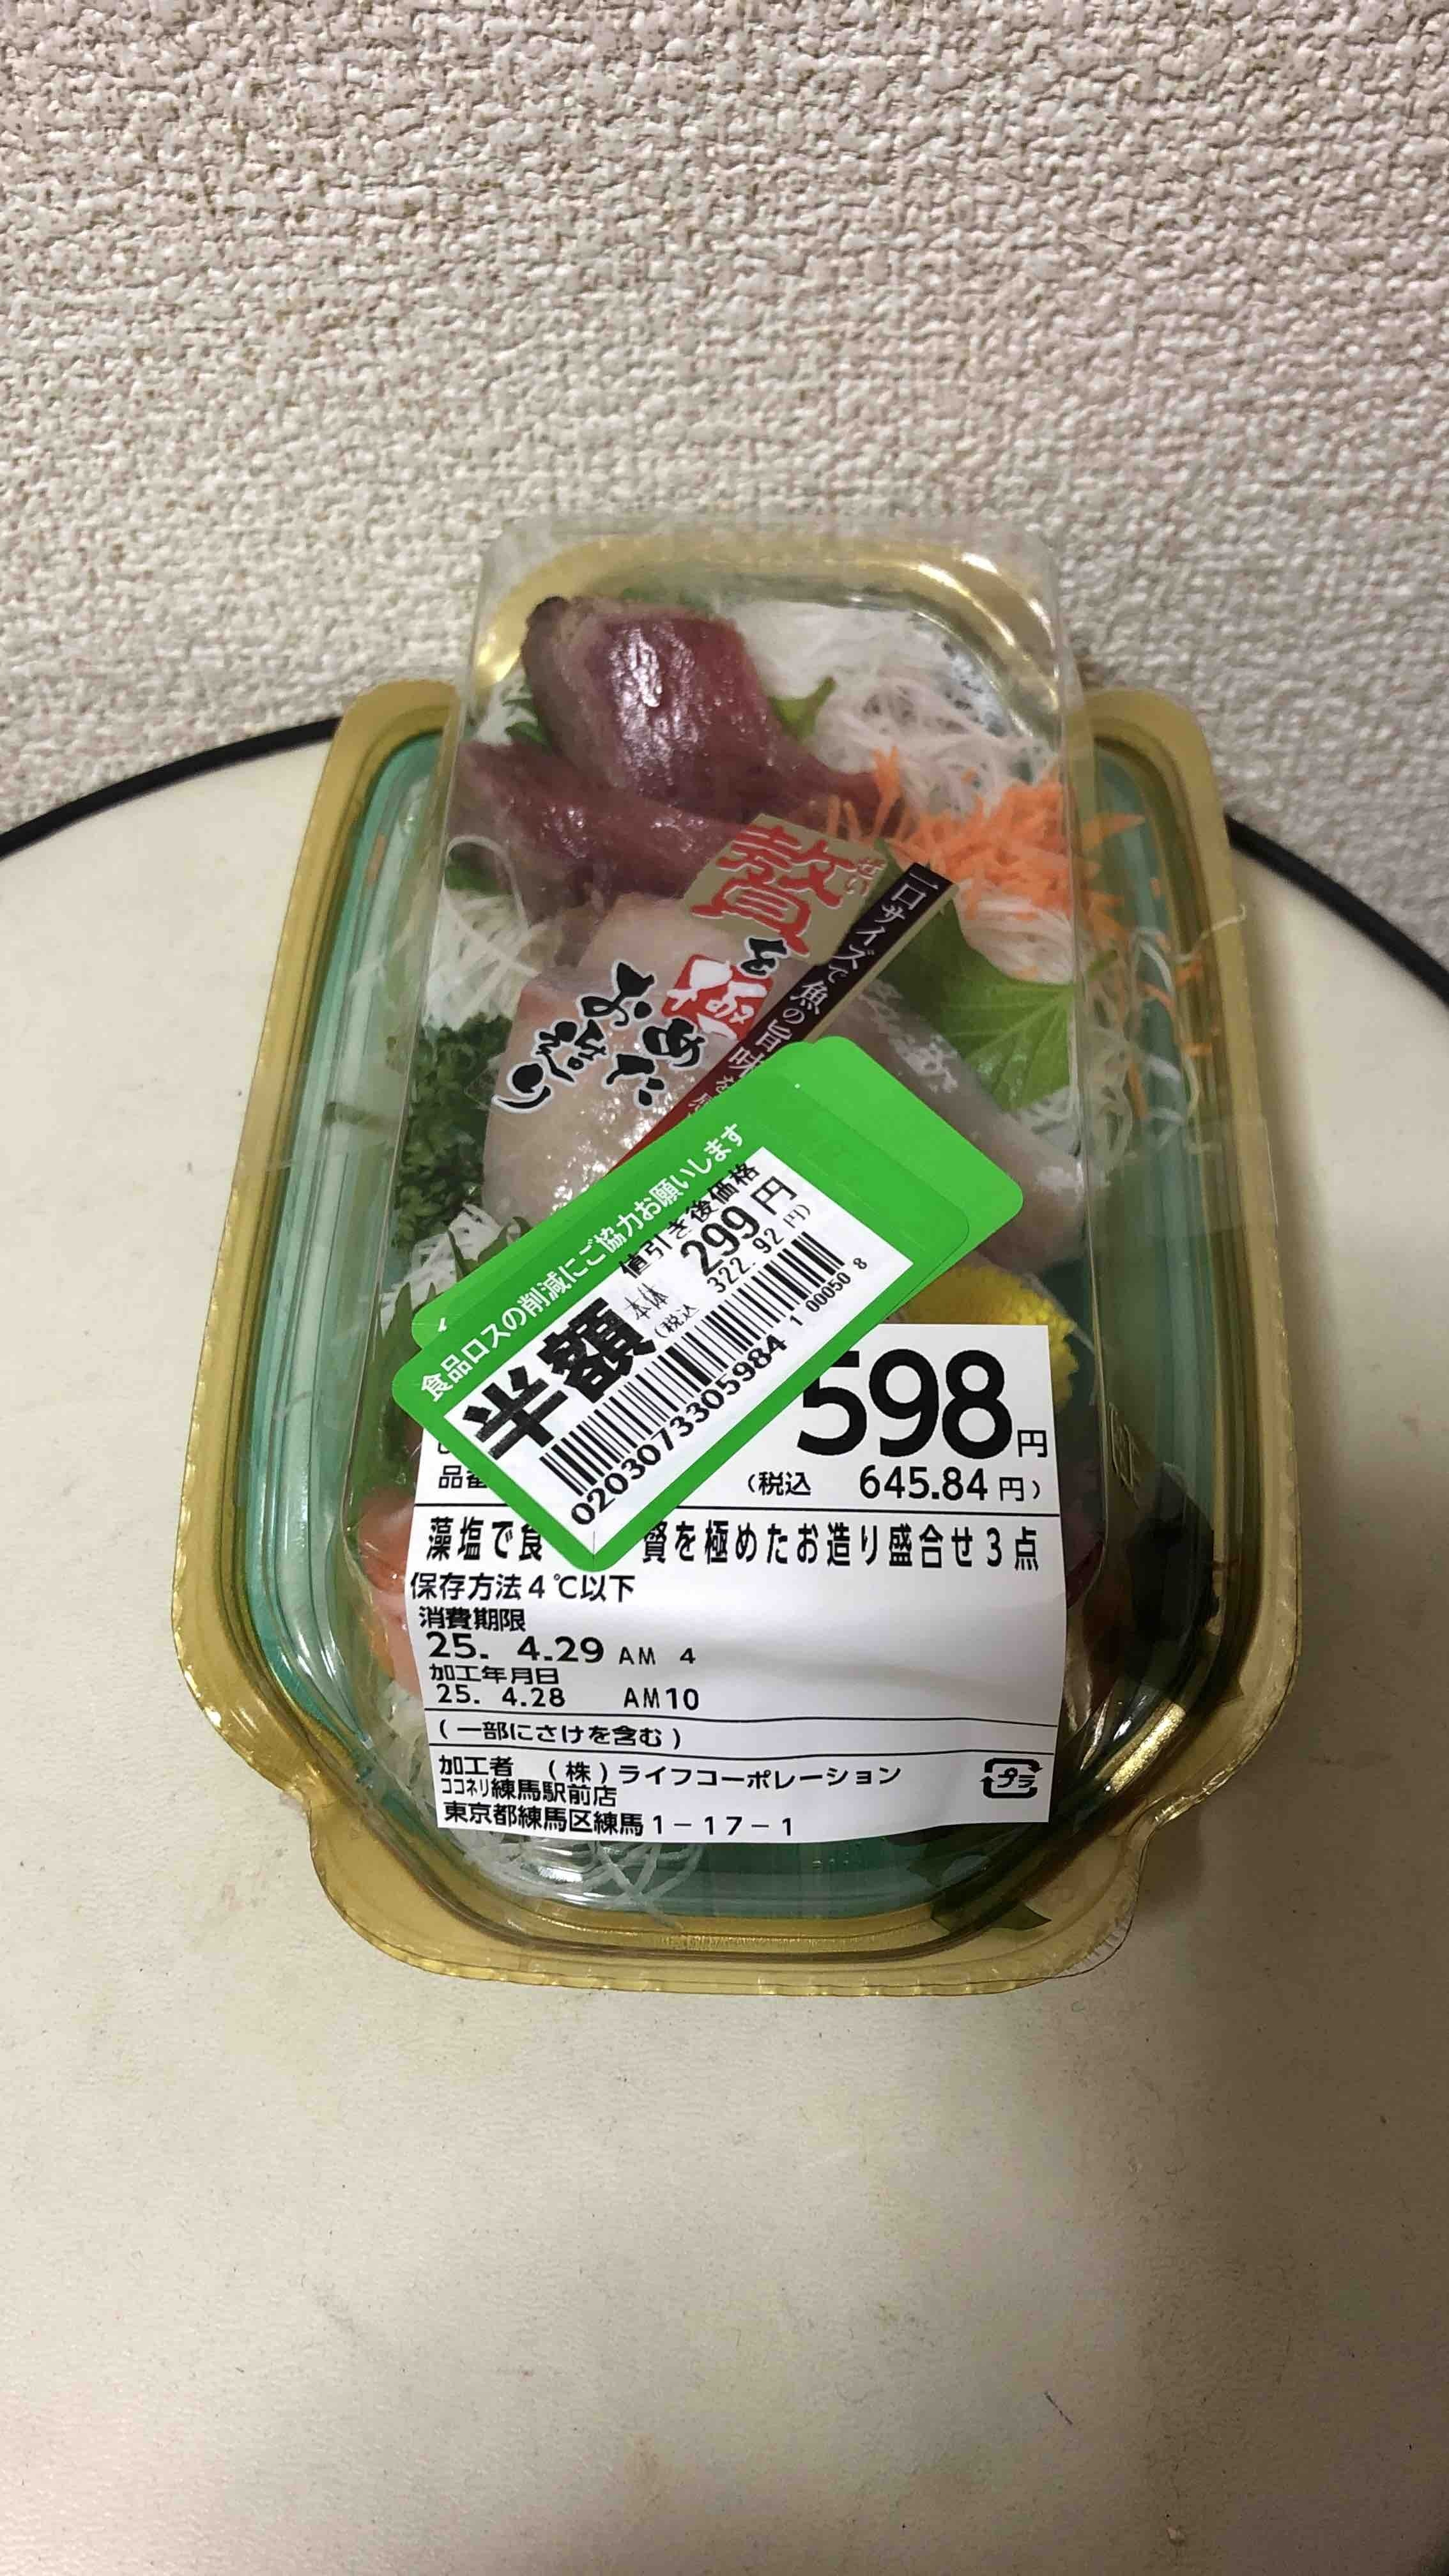 贅
ぜい
を
極
めた
おせ造り
一口サイズで魚の旨味を
食品ロスの削減にご協力お願いします
値引き後価格
半額
本体 299円
(税込 322.92円)
0203073305984 1 00050 8
598円
(税込 645.84円)
藻塩で食 贅を極めたお造り盛合せ3点
保存方法4℃以下
消費期限
25. 4.29 AM 4
加工年月日
25. 4.28 AM10
(一部にさけを含む)
加工者 (株)ライフコーポレーション
ココネリ練馬駅前店
東京都練馬区練馬1-17-1
プラ